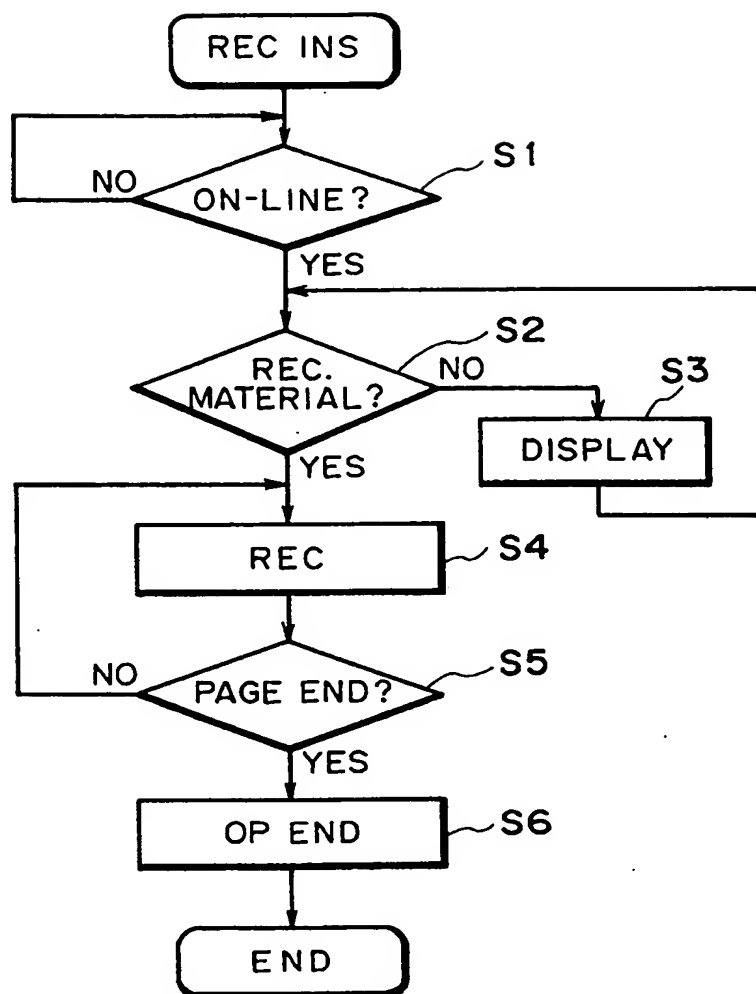 REC INS
S1
NO
ON-LINE?
YES
S2
REC.
MATERIAL?
NO
S3
DISPLAY
YES
REC
S4
S5
NO
PAGE END?
YES
OP END
S6
END